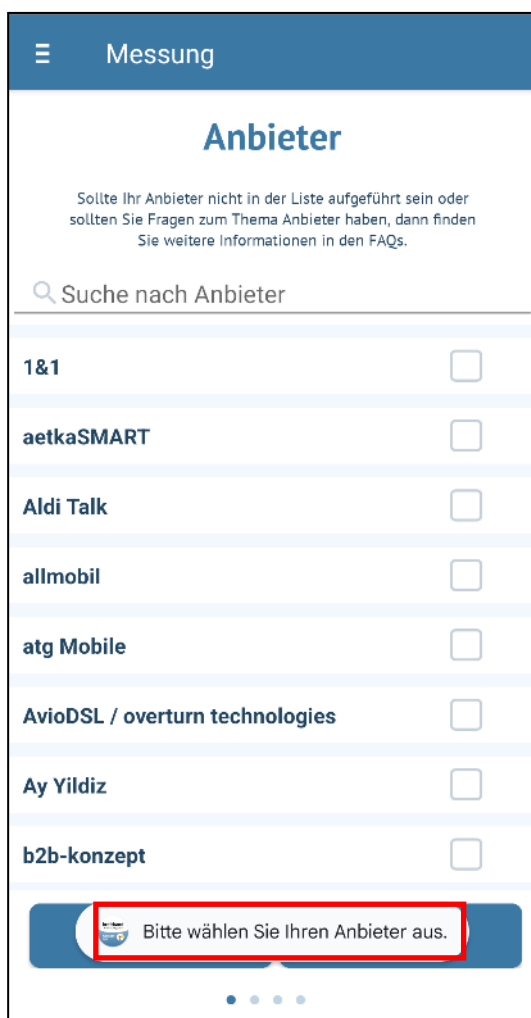 Messung
Anbieter
Sollte Ihr Anbieter nicht in der Liste aufgeführt sein oder
sollten Sie Fragen zum Thema Anbieter haben, dann finden
Sie weitere Informationen in den FAQs.
Suche nach Anbieter
1&1
aetkaSMART
Aldi Talk
allmobil
atg Mobile
AvioDSL / overturn technologies
Ay Yildiz
b2b-konzept
Bitte wählen Sie Ihren Anbieter aus.